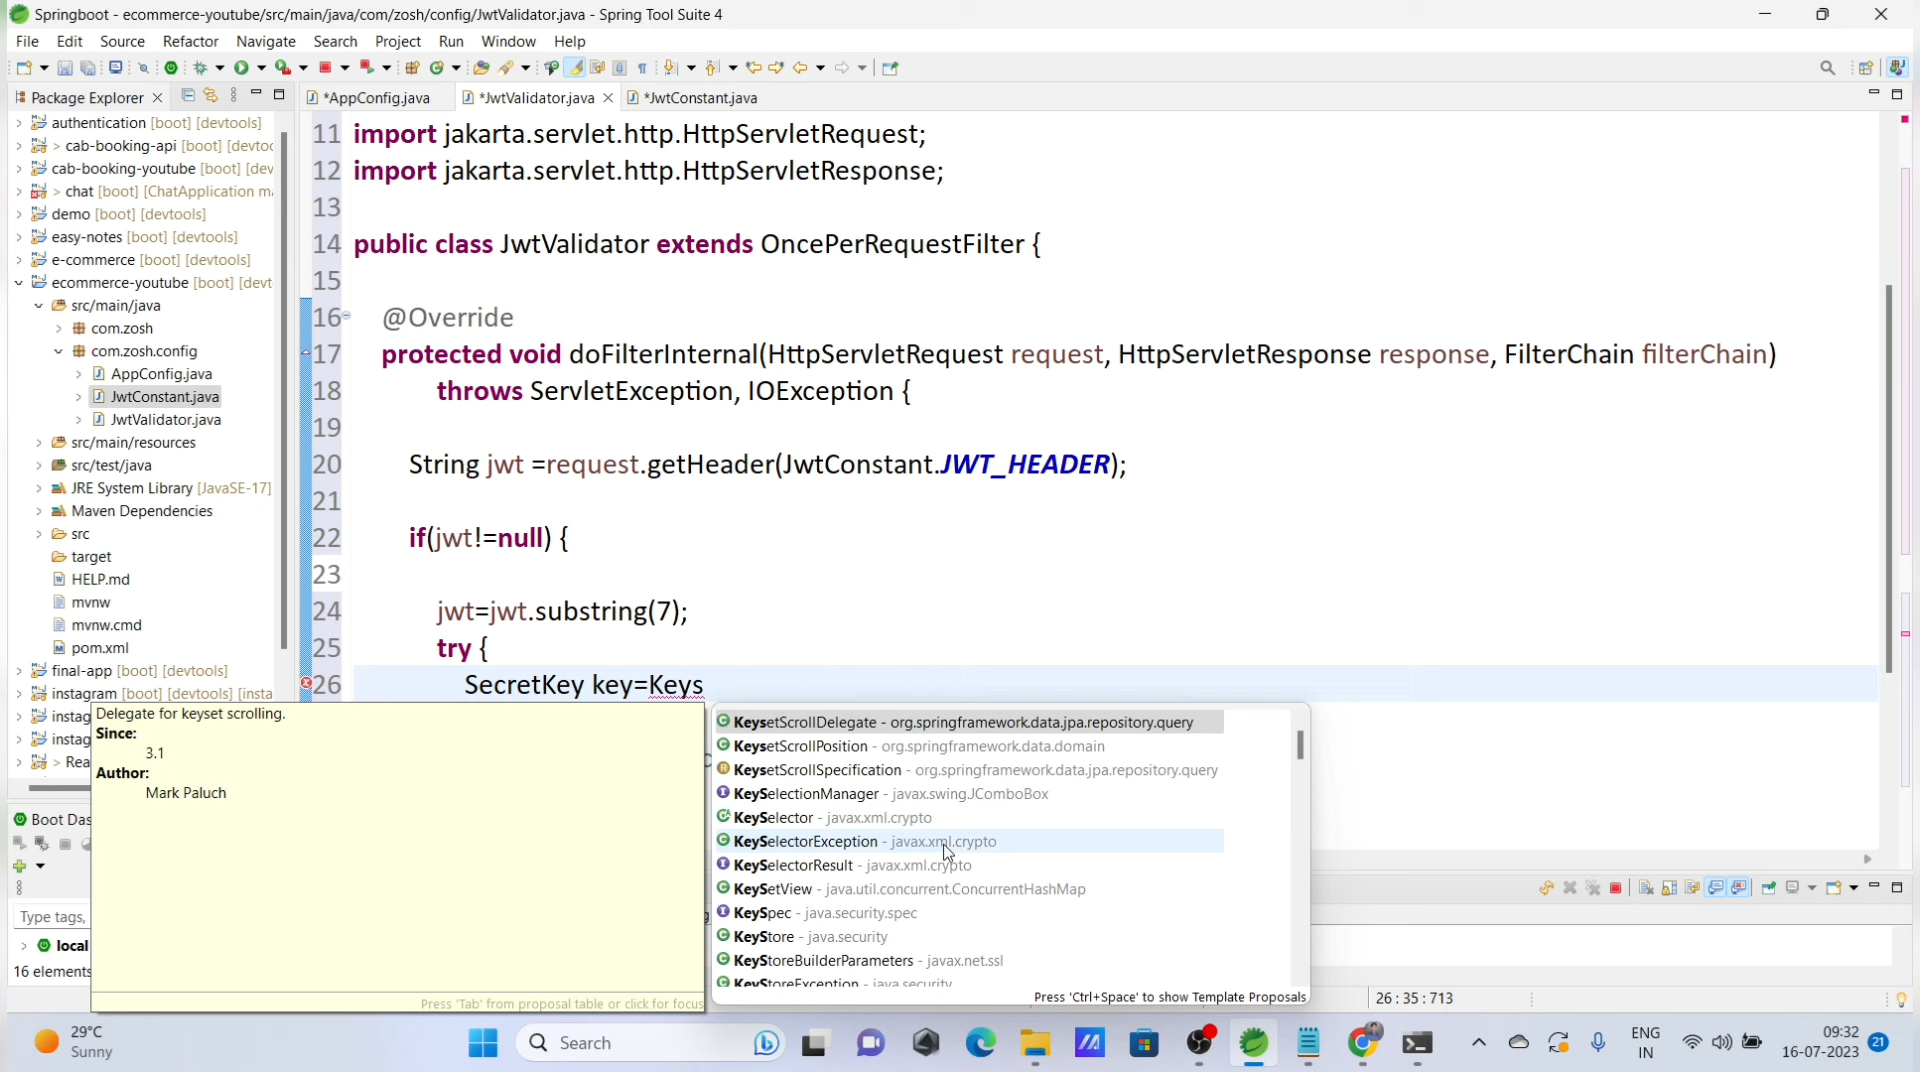 Springboot - ecommerce-youtube/src/main/java/com/zosh/config/JwtValidator.java - Spring Tool Suite 4
File Edit Source Refactor Navigate Search Project Run Window Help
Package Explorer
*AppConfig.java
*JwtValidator.java
*JwtConstant.java
authentication [boot] [devtools]
> cab-booking-api [boot] [devtoo
cab-booking-youtube [boot] [dev
> chat [boot] [ChatApplication m
demo [boot] [devtools]
easy-notes [boot] [devtools]
e-commerce [boot] [devtools]
ecommerce-youtube [boot] [devt
src/main/java
com.zosh
com.zosh.config
AppConfig.java
JwtConstant.java
JwtValidator.java
src/main/resources
src/test/java
JRE System Library [JavaSE-17]
Maven Dependencies
src
target
HELP.md
mvnw
mvnw.cmd
pom.xml
final-app [boot] [devtools]
instagram [boot] [devtools] [insta
instag
instag
> Rea
11 import jakarta.servlet.http.HttpServletRequest;
12 import jakarta.servlet.http.HttpServletResponse;
13
14 public class JwtValidator extends OncePerRequestFilter {
15
16 @Override
17 protected void doFilterInternal(HttpServletRequest request, HttpServletResponse response, FilterChain filterChain)
18 throws ServletException, IOException {
19
20 String jwt =request.getHeader(JwtConstant.JWT_HEADER);
21
22 if(jwt!=null) {
23
24 jwt=jwt.substring(7);
25 try {
26 SecretKey key=Keys
Delegate for keyset scrolling.
Since:
3.1
Author:
Mark Paluch
Press 'Tab' from proposal table or click for focus
KeysetScrollDelegate - org.springframework.data.jpa.repository.query
KeysetScrollPosition - org.springframework.data.domain
KeysetScrollSpecification - org.springframework.data.jpa.repository.query
KeySelectionManager - javax.swing.JComboBox
KeySelector - javax.xml.crypto
KeySelectorException - javax.xml.crypto
KeySelectorResult - javax.xml.crypto
KeySetView - java.util.concurrent.ConcurrentHashMap
KeySpec - java.security.spec
KeyStore - java.security
KeyStoreBuilderParameters - javax.net.ssl
KeyStoreException - java.security
Press 'Ctrl+Space' to show Template Proposals
Boot Das
Type tags,
local
16 elements
26 : 35 : 713
29°C
Sunny
Search
ENG
IN
09:32
16-07-2023
21